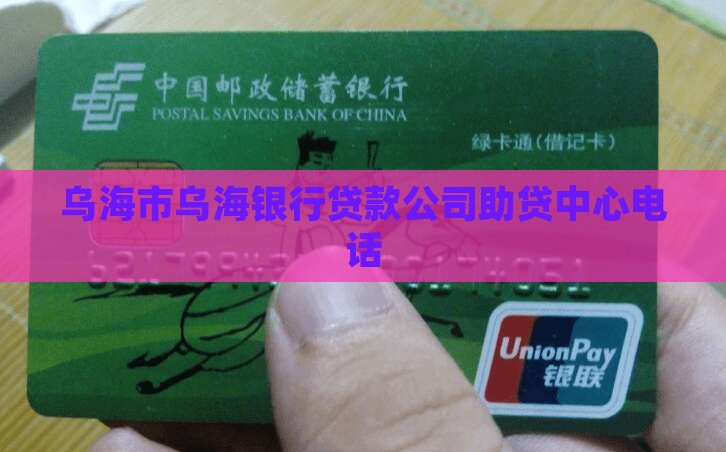 中国邮政储蓄银行
POSTAL SAVINGS BANK OF CHINA
绿卡通(借记卡)
乌海市乌海银行贷款公司助贷中心电
话
UnionPay
银联